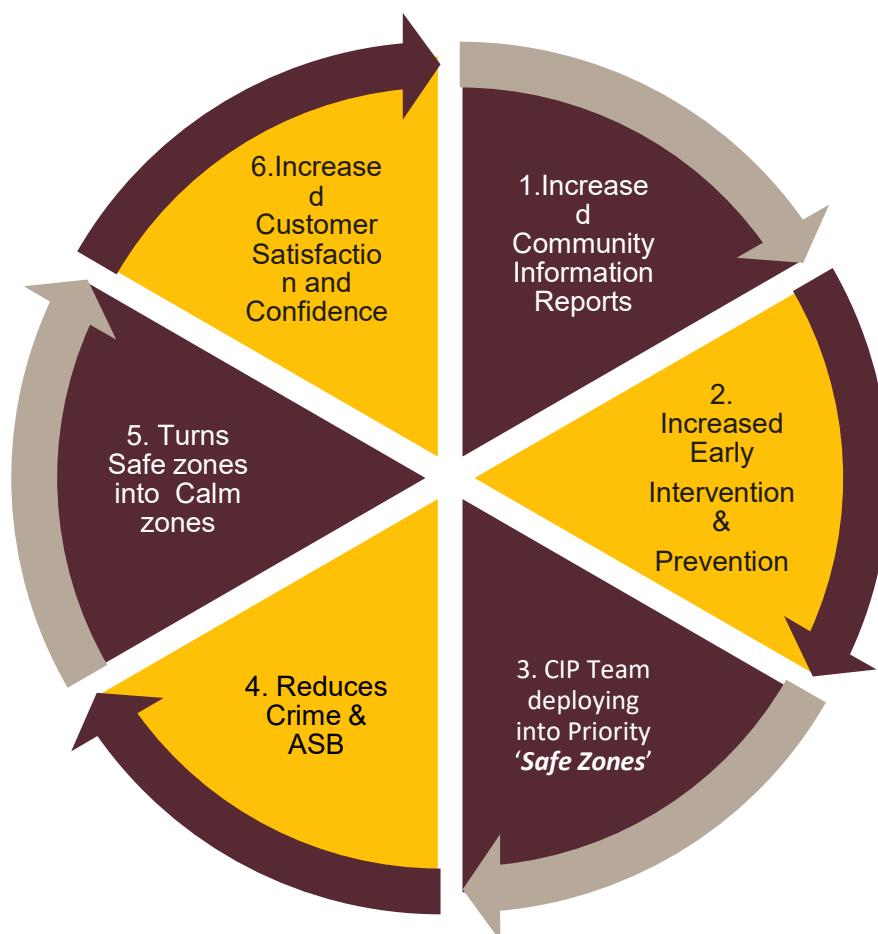 1.Increase
d
Community
Information
Reports
2.
Increased
Early
Intervention
&
Prevention
3. CIP Team
deploying
into Priority
‘Safe Zones’
4. Reduces
Crime &
ASB
5. Turns
Safe zones
into Calm
zones
6.Increase
d
Customer
Satisfactio
n and
Confidence